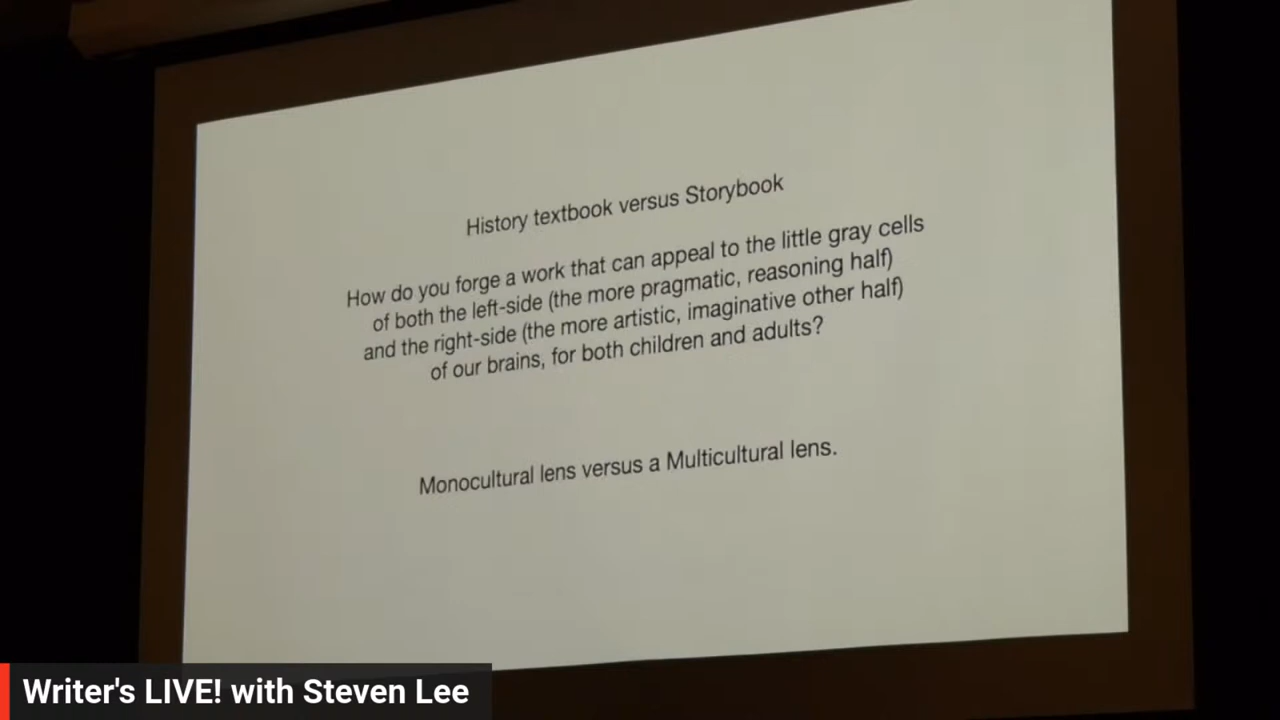 History textbook versus Storybook
How do you forge a work that can appeal to the little gray cells
of both the left-side (the more pragmatic, reasoning half)
and the right-side (the more artistic, imaginative other half)
of our brains, for both children and adults?
Monocultural lens versus a Multicultural lens.
Writer's LIVE! with Steven Lee